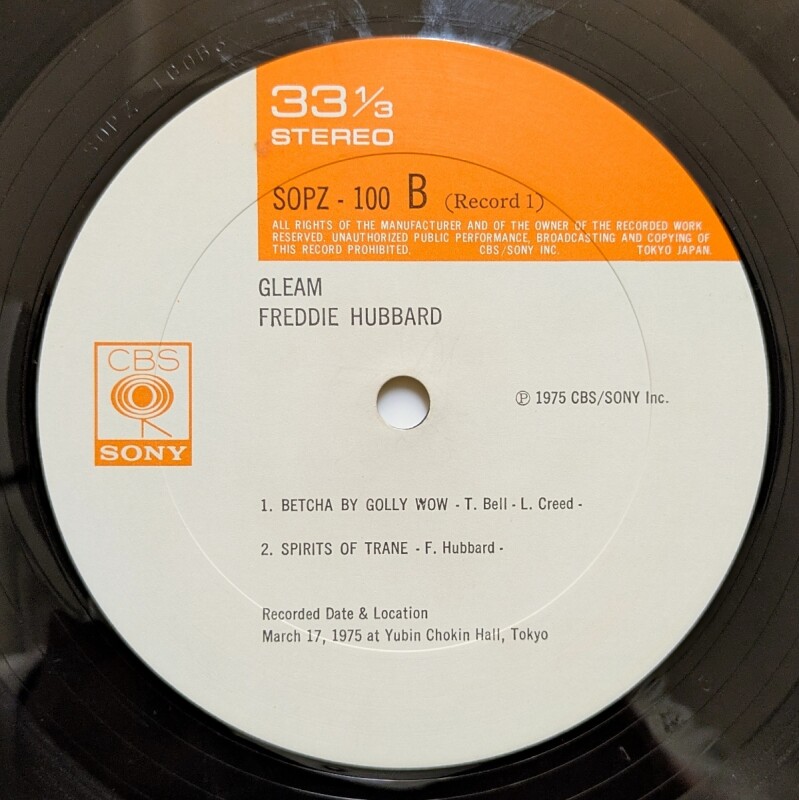 33 1/3
STEREO
SOPZ - 100 B (Record 1)
ALL RIGHTS OF THE MANUFACTURER AND OF THE OWNER OF THE RECORDED WORK
RESERVED. UNAUTHORIZED PUBLIC PERFORMANCE, BROADCASTING AND COPYING OF
THIS RECORD PROHIBITED. CBS/SONY INC. TOKYO JAPAN.
GLEAM
FREDDIE HUBBARD
CBS
SONY
℗ 1975 CBS/SONY Inc.
1. BETCHA BY GOLLY WOW - T. Bell - L. Creed -
2. SPIRITS OF TRANE - F. Hubbard -
Recorded Date & Location
March 17, 1975 at Yubin Chokin Hall, Tokyo